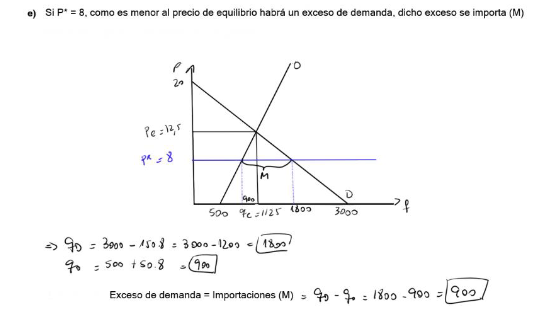 e) Si P* = 8, como es menor al precio de equilibrio habrá un exceso de demanda, dicho exceso se importa (M)
P
20
O
Pe = 12,5
P* = 8
M
900
500
qe = 1125
1800
3000
D
q
=> qD = 3000 - 150.8 = 3000 - 1200 = 1800
qo = 500 + 50.8 = 900
Exceso de demanda = Importaciones (M) = qD - qo = 1800 - 900 = 900